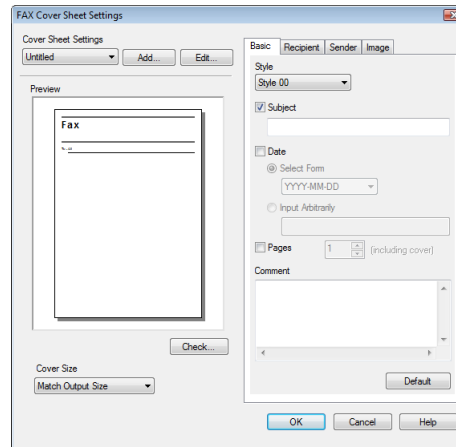 FAX Cover Sheet Settings
Cover Sheet Settings
Untitled
Add...
Edit...
Preview
Fax
Check...
Cover Size
Match Output Size
Basic
Recipient
Sender
Image
Style
Style 00
Subject
Date
Select Form
YYYY-MM-DD
Input Arbitrarily
Pages
1
(including cover)
Comment
Default
OK
Cancel
Help